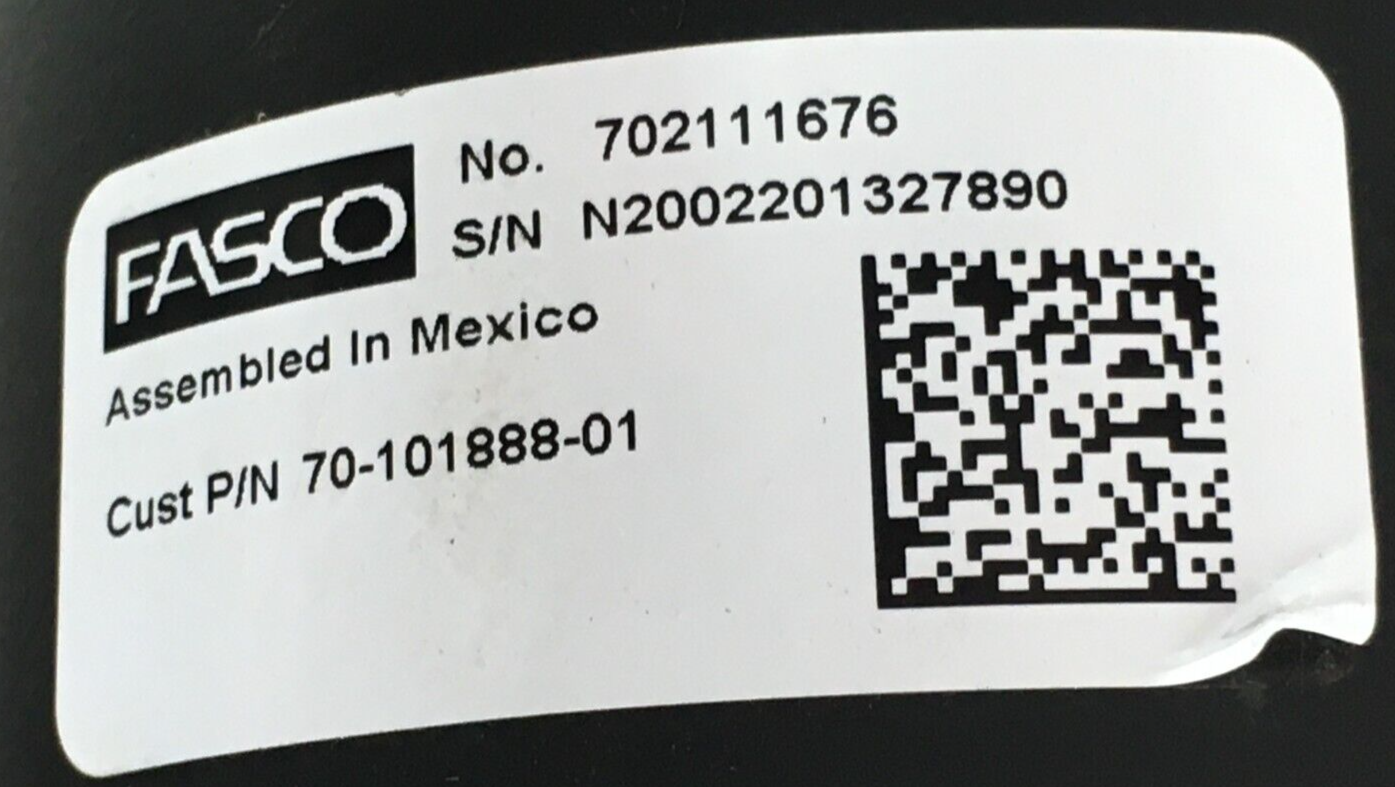 FASCO
No. 702111676
S/N N2002201327890
Assembled In Mexico
Cust P/N 70-101888-01